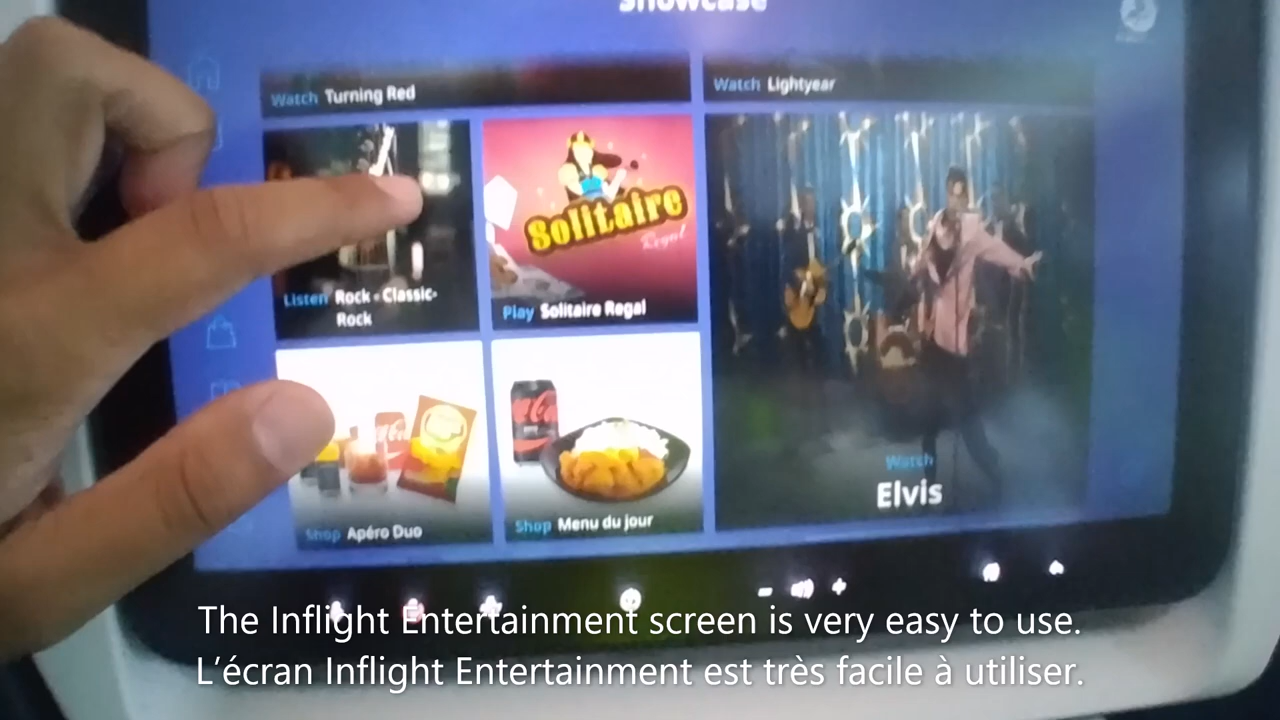 Showcase
Watch Turning Red
Watch Lightyear
Solitaire
Regal
Listen Rock - Classic-
Rock
Play Solitaire Regal
Shop Apéro Duo
Shop Menu du jour
Watch
Elvis
The Inflight Entertainment screen is very easy to use.
L’écran Inflight Entertainment est très facile à utiliser.